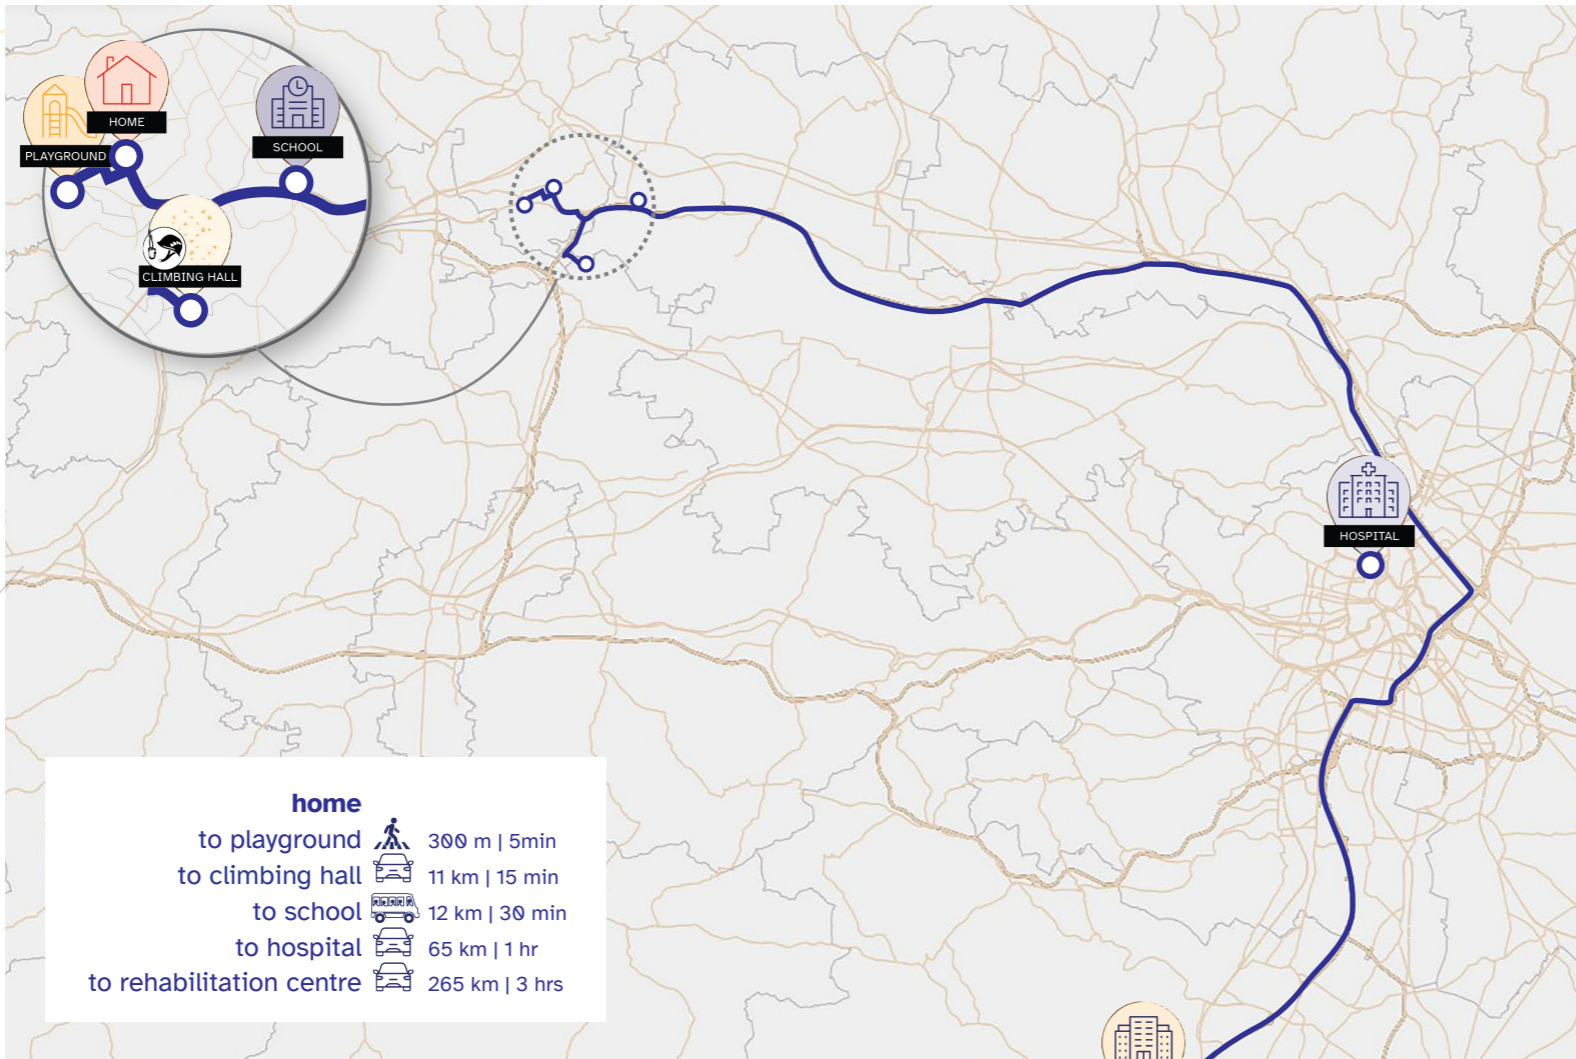 HOME
PLAYGROUND
SCHOOL
CLIMBING HALL
HOSPITAL
home
to playground 300 m | 5min
to climbing hall 11 km | 15 min
to school 12 km | 30 min
to hospital 65 km | 1 hr
to rehabilitation centre 265 km | 3 hrs